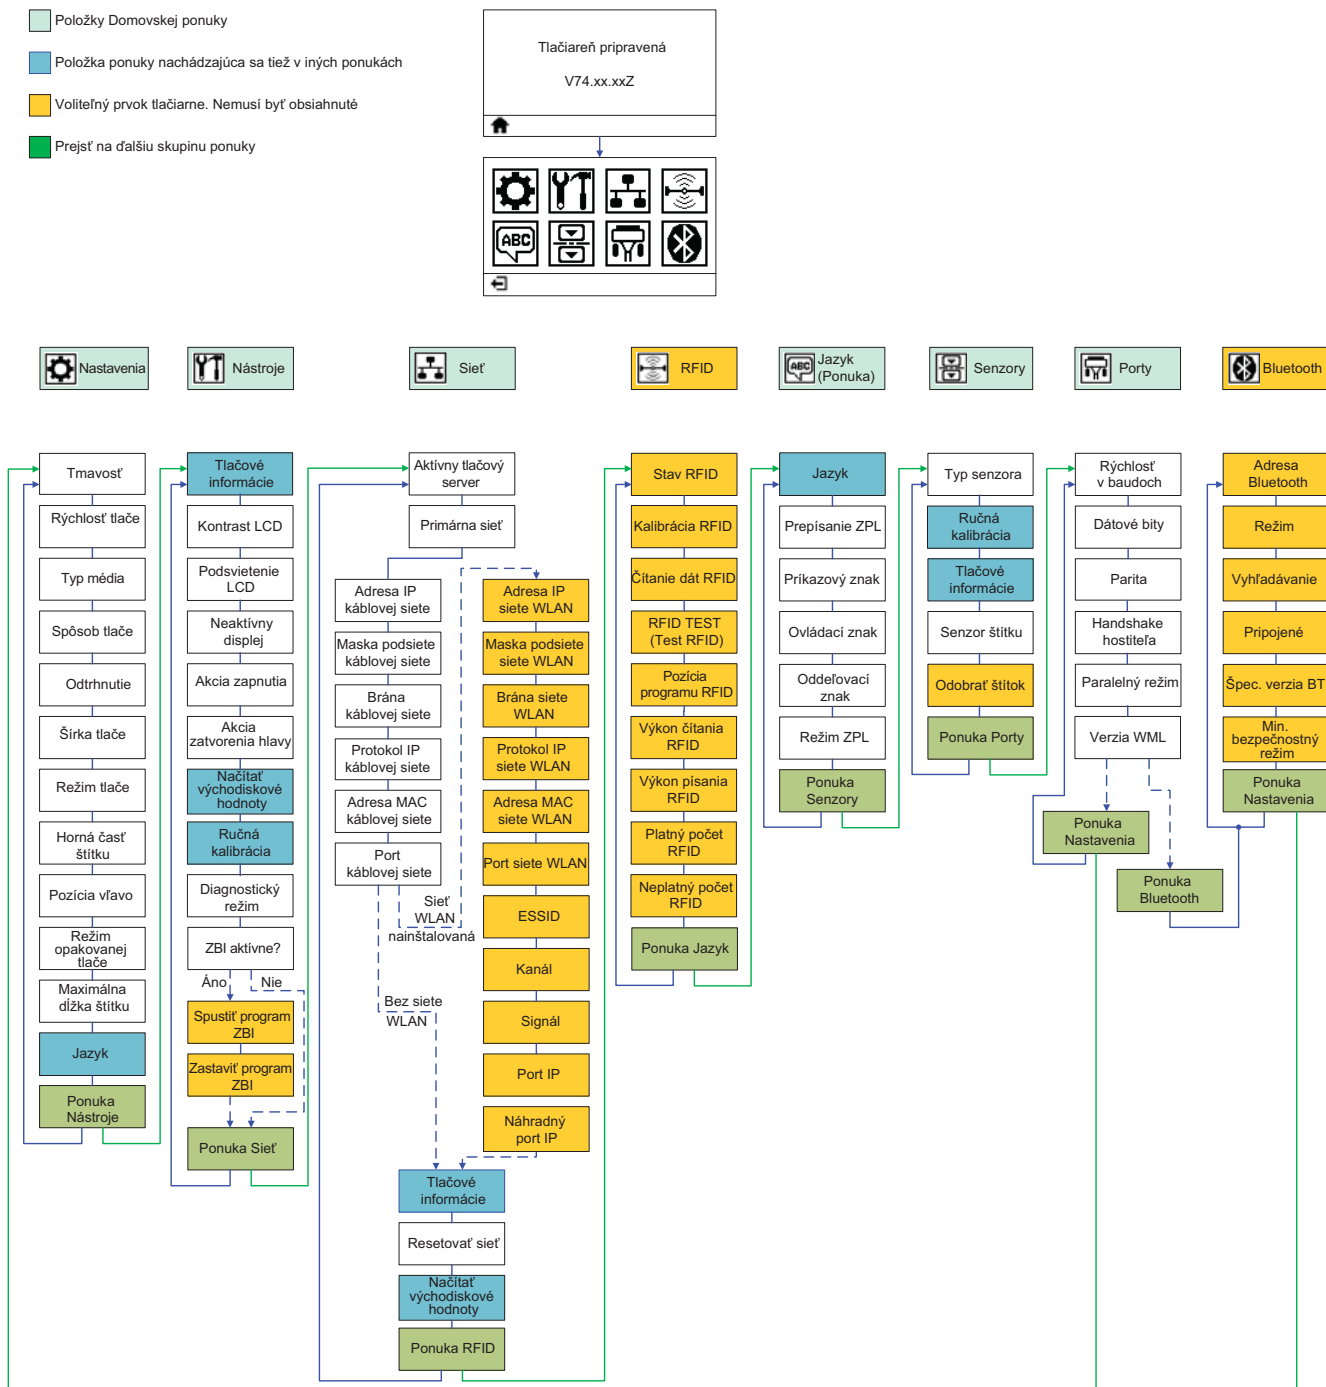 Položky Domovskej ponuky
Položka ponuky nachádzajúca sa tiež v iných ponukách
Voliteľný prvok tlačiarne. Nemusí byť obsiahnuté
Prejsť na ďalšiu skupinu ponuky
Tlačiareň pripravená
V74.xx.xxZ
ABC
Nastavenia
Nástroje
Sieť
RFID
ABC
Jazyk
(Ponuka)
Senzory
Porty
Bluetooth
Tmavosť
Rýchlosť tlače
Typ média
Spôsob tlače
Odtrhnutie
Šírka tlače
Režim tlače
Horná časť
štítku
Pozícia vľavo
Režim
opakovanej
tlače
Maximálna
dĺžka štítku
Jazyk
Ponuka
Nástroje
Tlačové
informácie
Kontrast LCD
Podsvietenie
LCD
Neaktívny
displej
Akcia zapnutia
Akcia
zatvorenia hlavy
Načítať
východiskové
hodnoty
Ručná
kalibrácia
Diagnostický
režim
ZBI aktívne?
Áno
Nie
Spustiť program
ZBI
Zastaviť program
ZBI
Ponuka Sieť
Aktívny tlačový
server
Primárna sieť
Adresa IP
káblovej siete
Maska podsiete
káblovej siete
Brána
káblovej siete
Protokol IP
káblovej siete
Adresa MAC
káblovej siete
Port
káblovej siete
Sieť
WLAN
nainštalovaná
Bez siete
WLAN
Adresa IP
siete WLAN
Maska podsiete
siete WLAN
Brána siete
WLAN
Protokol IP
siete WLAN
Adresa MAC
siete WLAN
Port siete WLAN
ESSID
Kanál
Signál
Port IP
Náhradný
port IP
Tlačové
informácie
Resetovať sieť
Načítať
východiskové
hodnoty
Ponuka RFID
Stav RFID
Kalibrácia RFID
Čítanie dát RFID
RFID TEST
(Test RFID)
Pozícia
programu RFID
Výkon čítania
RFID
Výkon písania
RFID
Platný počet
RFID
Neplatný počet
RFID
Ponuka Jazyk
Jazyk
Prepísanie ZPL
Príkazový znak
Ovládací znak
Oddeľovací
znak
Režim ZPL
Ponuka
Senzory
Typ senzora
Ručná
kalibrácia
Tlačové
informácie
Senzor štítku
Odobrať štítok
Ponuka Porty
Rýchlosť
v baudoch
Dátové bity
Parita
Handshake
hostiteľa
Paralelný režim
Verzia WML
Ponuka
Nastavenia
Ponuka
Bluetooth
Adresa
Bluetooth
Režim
Vyhľadávanie
Pripojené
Špec. verzia BT
Min.
bezpečnostný
režim
Ponuka
Nastavenia